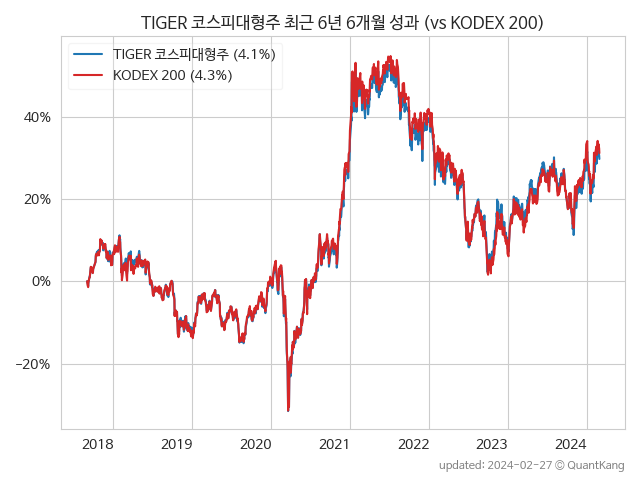 TIGER 코스피대형주 최근 6년 6개월 성과 (vs KODEX 200)
TIGER 코스피대형주 (4.1%)
KODEX 200 (4.3%)
40%
20%
0%
−20%
2018 2019 2020 2021 2022 2023 2024
updated: 2024-02-27 © QuantKang